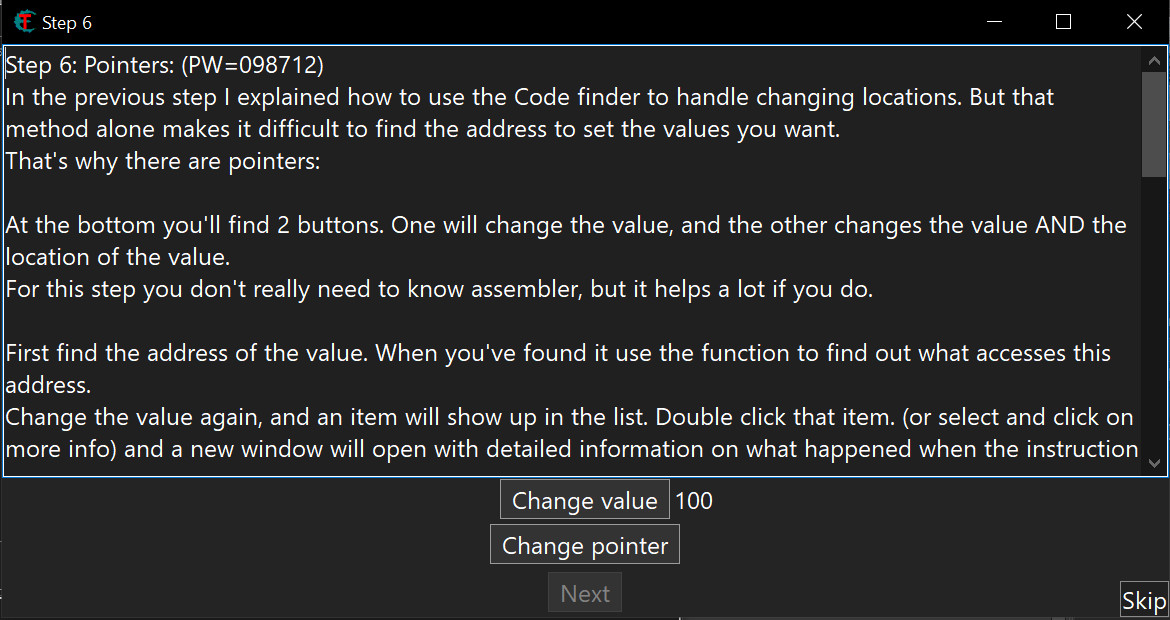 Step 6
Step 6: Pointers: (PW=098712)
In the previous step I explained how to use the Code finder to handle changing locations. But that
method alone makes it difficult to find the address to set the values you want.
That's why there are pointers:
At the bottom you'll find 2 buttons. One will change the value, and the other changes the value AND the
location of the value.
For this step you don't really need to know assembler, but it helps a lot if you do.
First find the address of the value. When you've found it use the function to find out what accesses this
address.
Change the value again, and an item will show up in the list. Double click that item. (or select and click on
more info) and a new window will open with detailed information on what happened when the instruction
Change value 100
Change pointer
Next
Skip